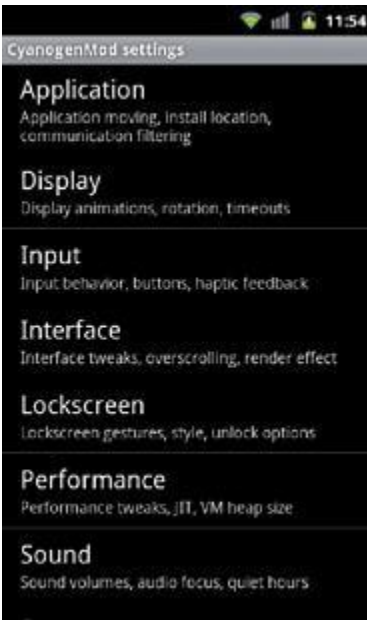 11:54
CyanogenMod settings
Application
Application moving, install location,
communication filtering
Display
Display animations, rotation, timeouts
Input
Input behavior, buttons, haptic feedback
Interface
Interface tweaks, overscrolling, render effect
Lockscreen
Lockscreen gestures, style, unlock options
Performance
Performance tweaks, JIT, VM heap size
Sound
Sound volumes, audio focus, quiet hours